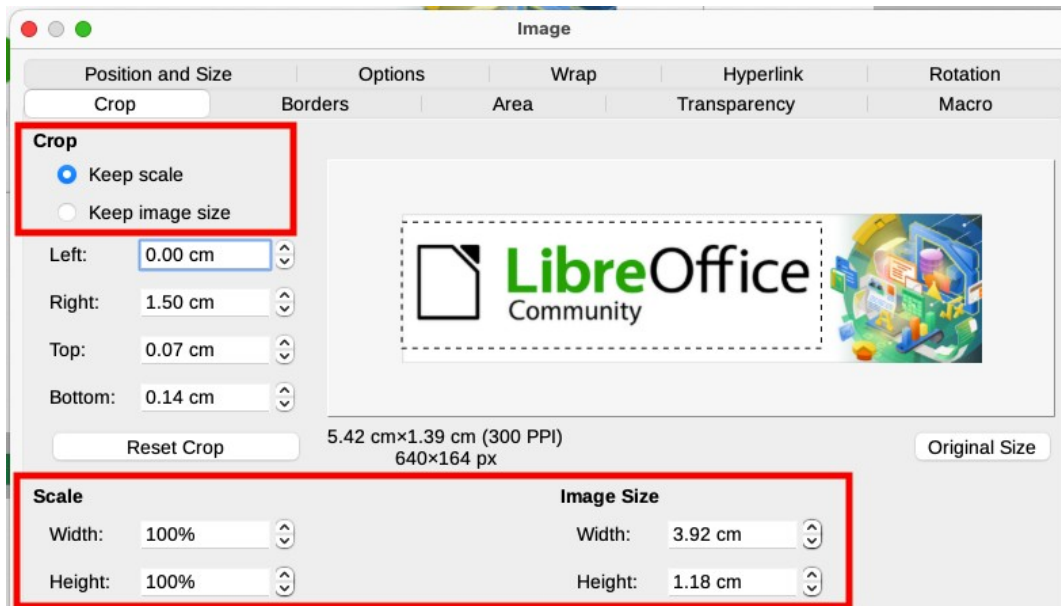 Image
Position and Size Options Wrap Hyperlink Rotation
Crop Borders Area Transparency Macro
Crop
Keep scale
Keep image size
Left: 0.00 cm
Right: 1.50 cm
Top: 0.07 cm
Bottom: 0.14 cm
Reset Crop
LibreOffice
Community
5.42 cm×1.39 cm (300 PPI)
640×164 px
Original Size
Scale
Width: 100%
Height: 100%
Image Size
Width: 3.92 cm
Height: 1.18 cm